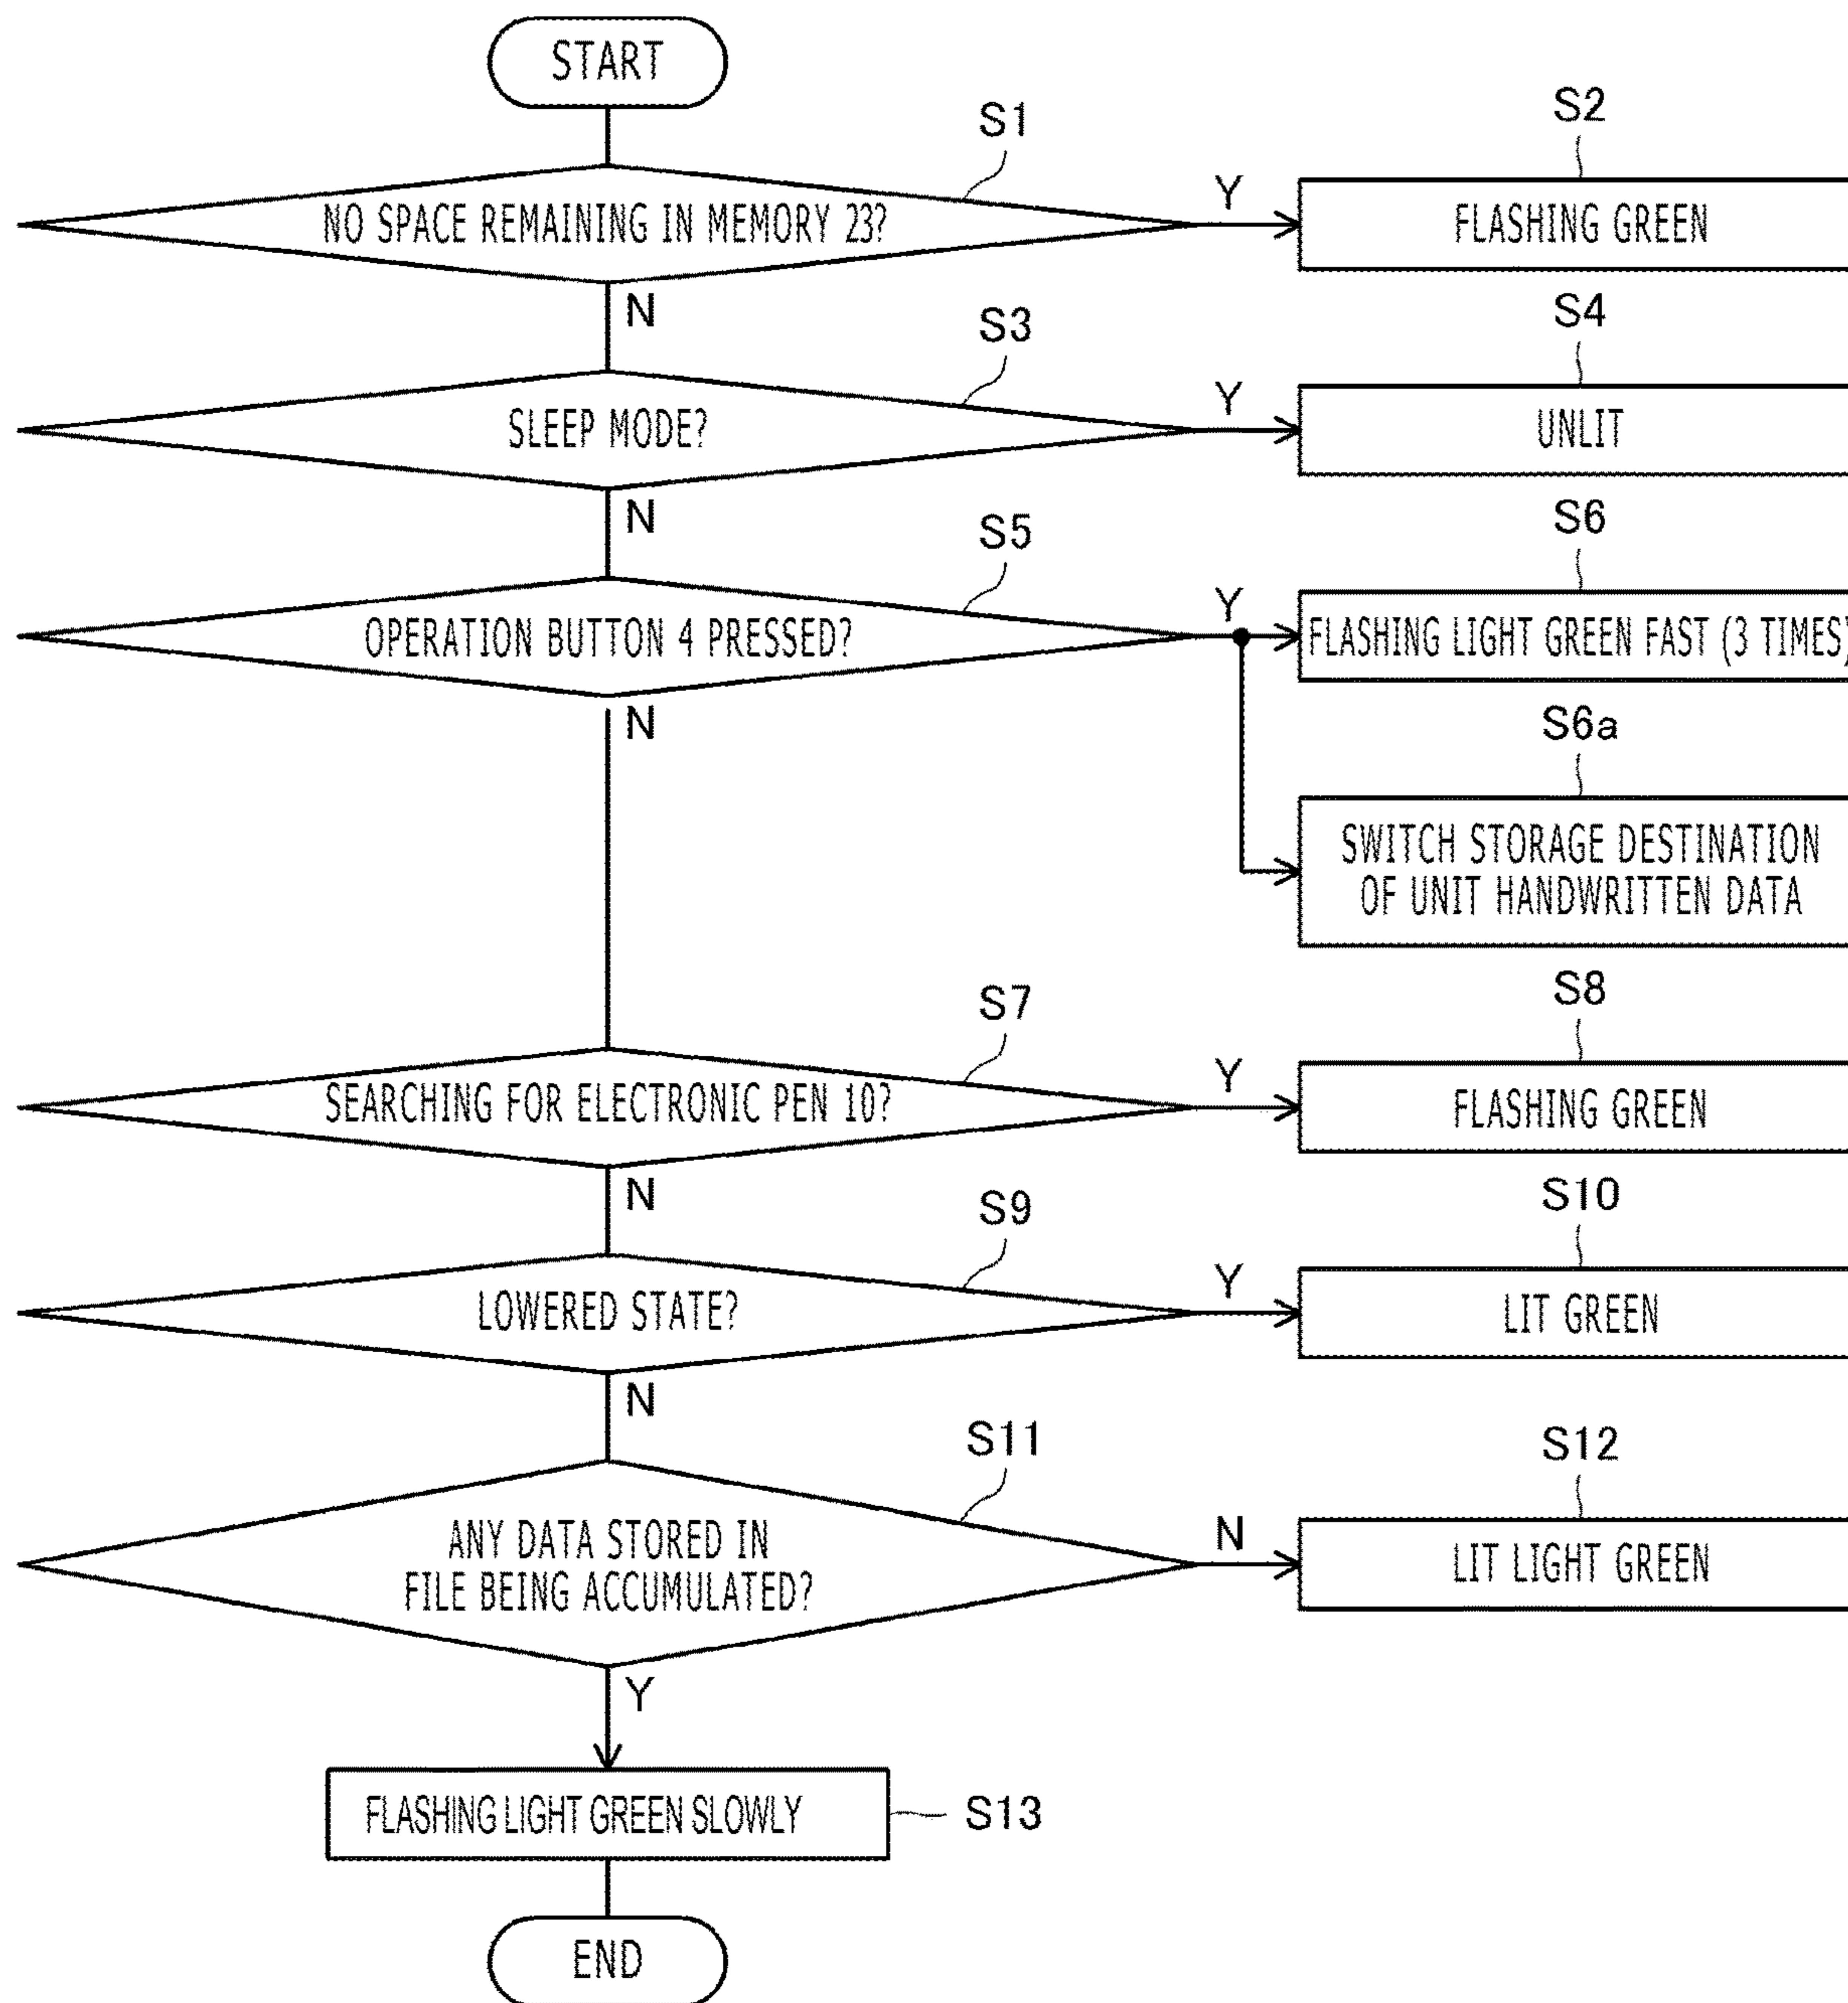 START
S1
S2
NO SPACE REMAINING IN MEMORY 23?
Y
FLASHING GREEN
N
S3
S4
SLEEP MODE?
Y
UNLIT
N
S5
S6
OPERATION BUTTON 4 PRESSED?
Y
FLASHING LIGHT GREEN FAST (3 TIMES)
N
S6a
SWITCH STORAGE DESTINATION
OF UNIT HANDWRITTEN DATA
S7
S8
SEARCHING FOR ELECTRONIC PEN 10?
Y
FLASHING GREEN
N
S9
S10
LOWERED STATE?
Y
LIT GREEN
N
S11
S12
ANY DATA STORED IN
FILE BEING ACCUMULATED?
N
LIT LIGHT GREEN
Y
FLASHING LIGHT GREEN SLOWLY
S13
END